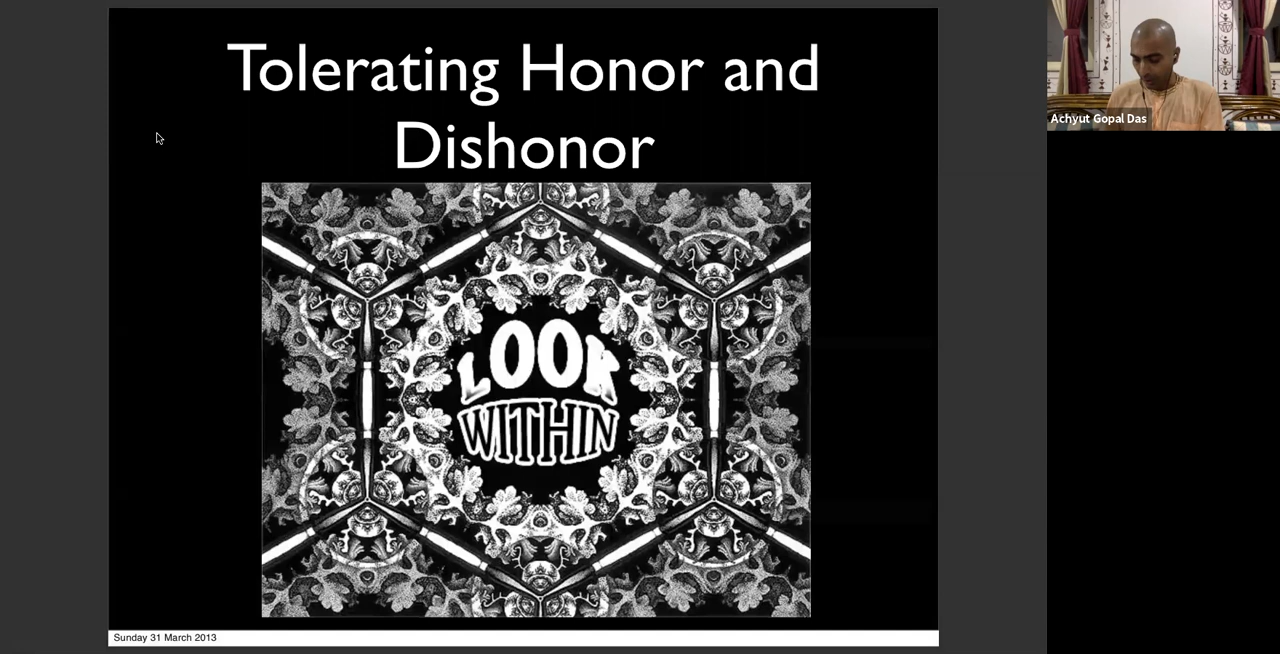 Tolerating Honor and
Dishonor
LOOK
WITHIN
Sunday 31 March 2013
Achyut Gopal Das